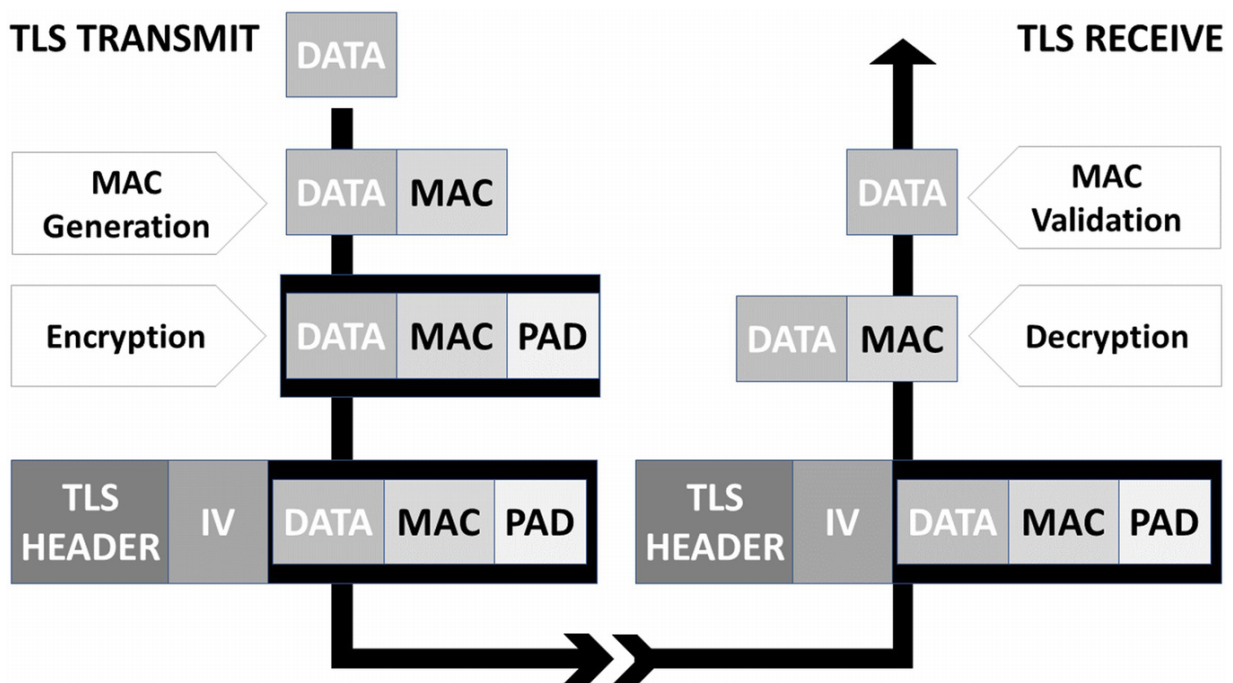 TLS TRANSMIT
DATA
TLS RECEIVE
MAC
Generation
DATA MAC
DATA
MAC
Validation
Encryption
DATA MAC PAD
DATA MAC
Decryption
TLS
HEADER
IV
DATA MAC PAD
TLS
HEADER
IV
DATA MAC PAD